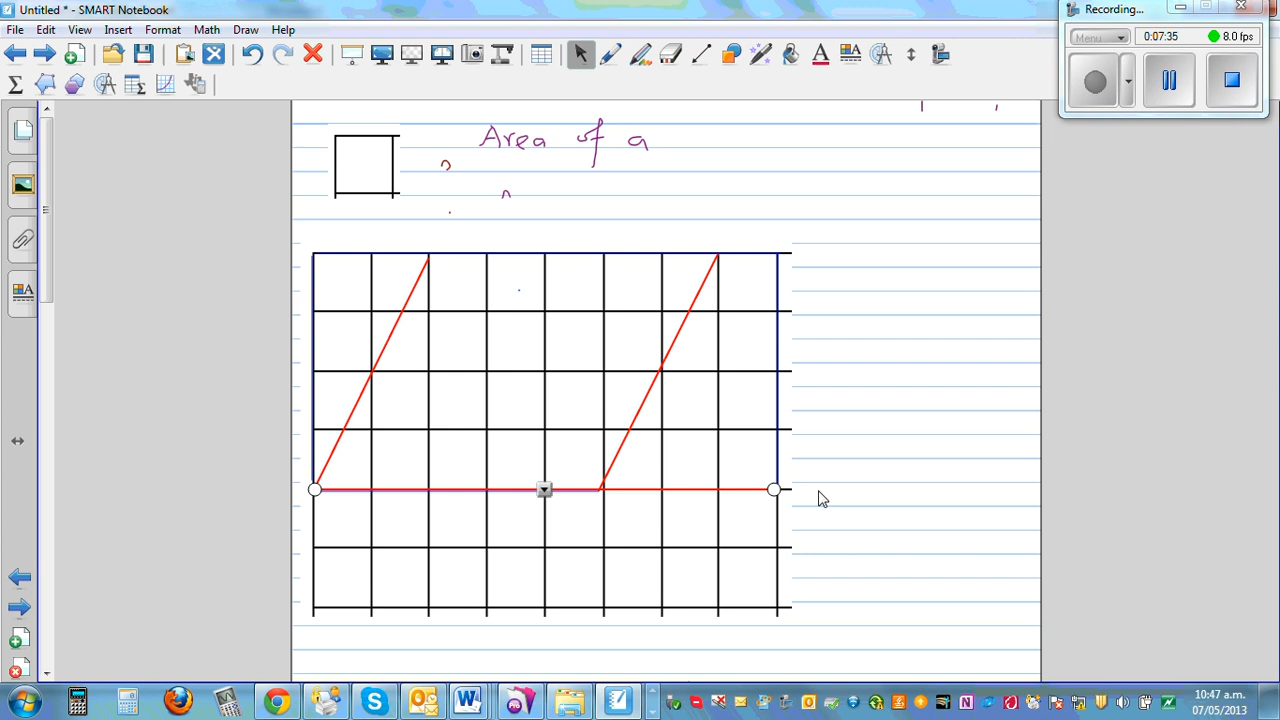 Untitled * - SMART Notebook
File Edit View Insert Format Math Draw Help
Recording...
Menu 0:07:35 8.0 fps
Area of a
10:47 a.m.
07/05/2013